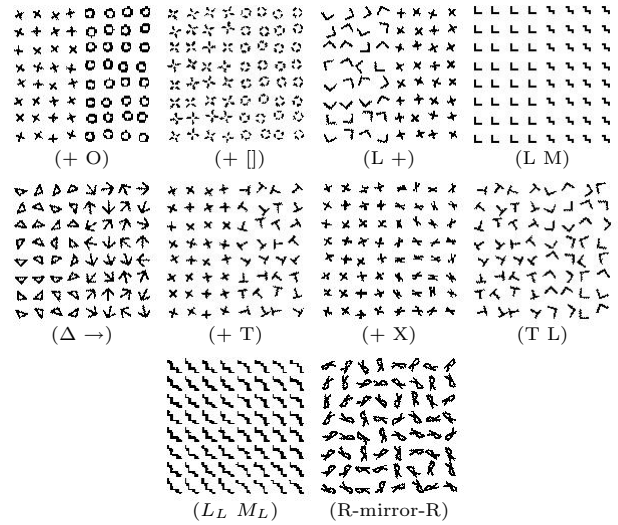 (+ O) (+ []) (L +) (L M)
(Δ →) (+ T) (+ X) (T L)
(L_L M_L) (R-mirror-R)